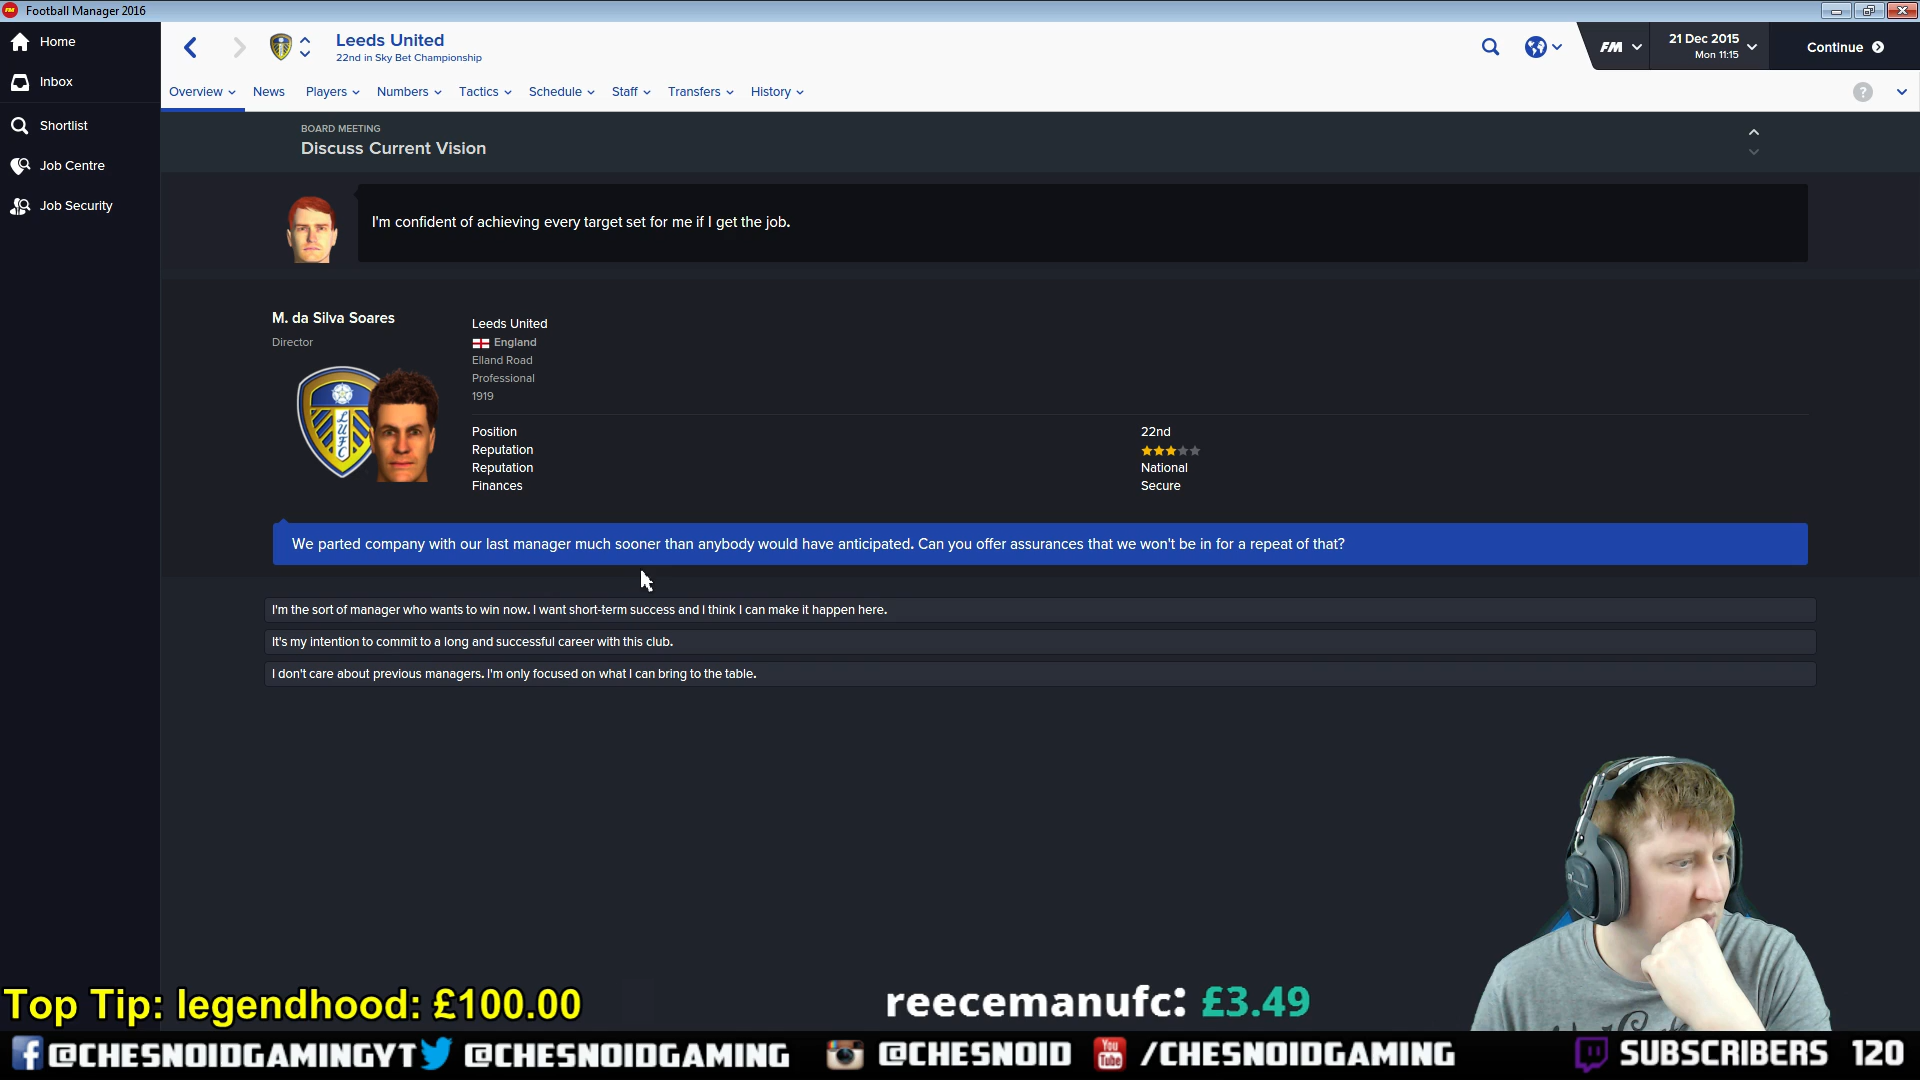 Football Manager 2016
Home
Inbox
Shortlist
Job Centre
Job Security
Leeds United
22nd in Sky Bet Championship
FM
21 Dec 2015
Mon 11:15
Continue
Overview
News
Players
Numbers
Tactics
Schedule
Staff
Transfers
History
?
BOARD MEETING
Discuss Current Vision
I'm confident of achieving every target set for me if I get the job.
M. da Silva Soares
Director
LUFC
Leeds United
England
Elland Road
Professional
1919
Position 22nd
Reputation
Reputation National
Finances Secure
We parted company with our last manager much sooner than anybody would have anticipated. Can you offer assurances that we won't be in for a repeat of that?
I'm the sort of manager who wants to win now. I want short-term success and I think I can make it happen here.
It's my intention to commit to a long and successful career with this club.
I don't care about previous managers. I'm only focused on what I can bring to the table.
Top Tip: legendhood: £100.00
reecemanufc: £3.49
@CHESNOIDGAMINGYT
@CHESNOIDGAMING
@CHESNOID
You Tube
/CHESNOIDGAMING
SUBSCRIBERS 120